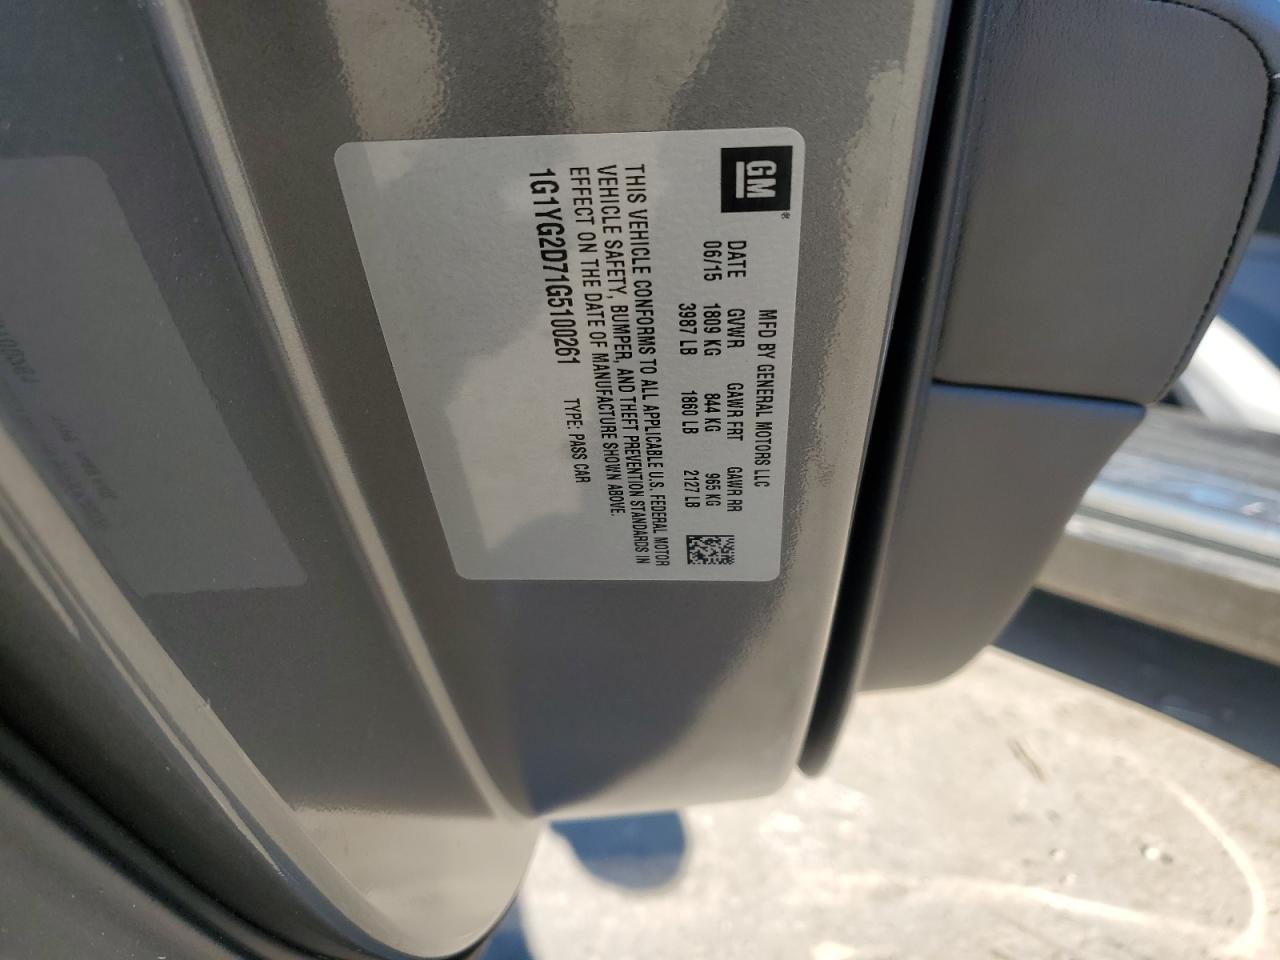 GM®
MFD BY GENERAL MOTORS LLC
DATE GVWR GAWR FRT GAWR RR
06/15 1809 KG 844 KG 965 KG
3987 LB 1860 LB 2127 LB
THIS VEHICLE CONFORMS TO ALL APPLICABLE U.S. FEDERAL MOTOR
VEHICLE SAFETY, BUMPER, AND THEFT PREVENTION STANDARDS IN
EFFECT ON THE DATE OF MANUFACTURE SHOWN ABOVE.
1G1YG2D71G5100261 TYPE: PASS CAR